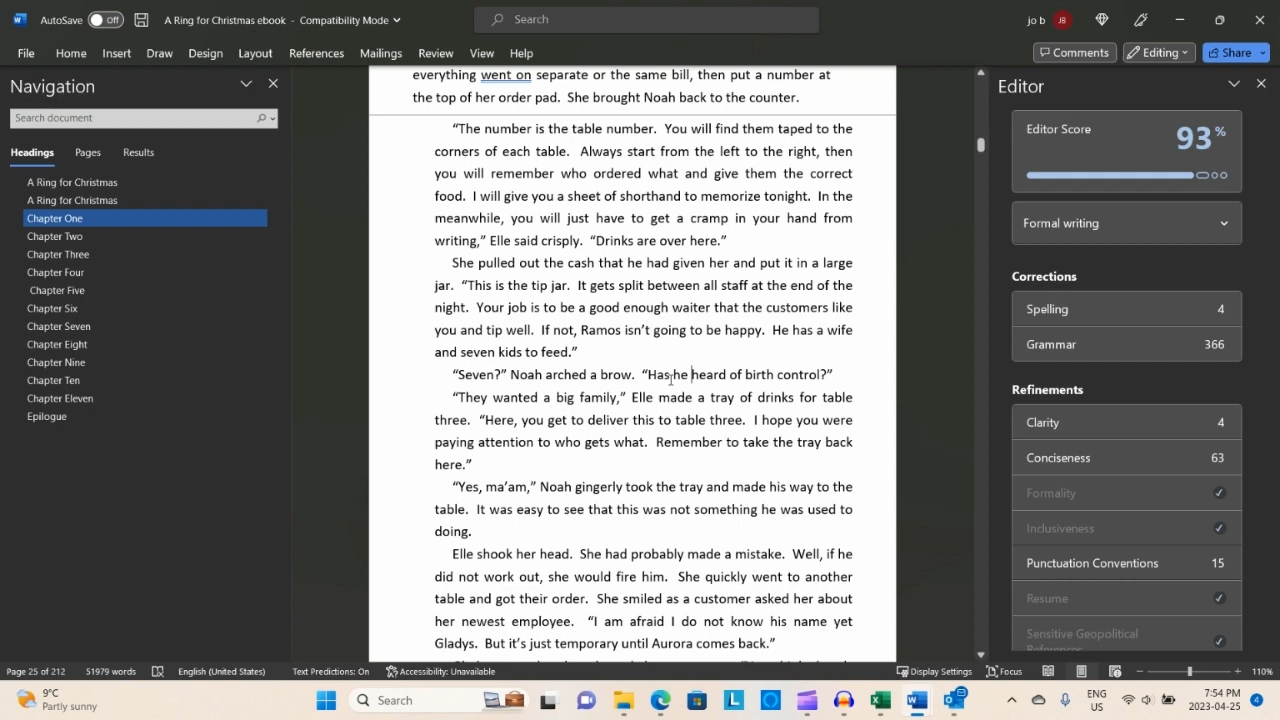 AutoSave Off A Ring for Christmas ebook - Compatibility Mode Search jo b JB
File Home Insert Draw Design Layout References Mailings Review View Help Comments Editing Share
Navigation
Search document
Headings Pages Results
A Ring for Christmas
A Ring for Christmas
Chapter One
Chapter Two
Chapter Three
Chapter Four
Chapter Five
Chapter Six
Chapter Seven
Chapter Eight
Chapter Nine
Chapter Ten
Chapter Eleven
Epilogue
everything went on separate or the same bill, then put a number at
the top of her order pad. She brought Noah back to the counter.
“The number is the table number. You will find them taped to the
corners of each table. Always start from the left to the right, then
you will remember who ordered what and give them the correct
food. I will give you a sheet of shorthand to memorize tonight. In the
meanwhile, you will just have to get a cramp in your hand from
writing,” Elle said crisply. “Drinks are over here.”
She pulled out the cash that he had given her and put it in a large
jar. “This is the tip jar. It gets split between all staff at the end of the
night. Your job is to be a good enough waiter that the customers like
you and tip well. If not, Ramos isn’t going to be happy. He has a wife
and seven kids to feed.”
“Seven?” Noah arched a brow. “Has he heard of birth control?”
“They wanted a big family,” Elle made a tray of drinks for table
three. “Here, you get to deliver this to table three. I hope you were
paying attention to who gets what. Remember to take the tray back
here.”
“Yes, ma’am,” Noah gingerly took the tray and made his way to the
table. It was easy to see that this was not something he was used to
doing.
Elle shook her head. She had probably made a mistake. Well, if he
did not work out, she would fire him. She quickly went to another
table and got their order. She smiled as a customer asked her about
her newest employee. “I am afraid I do not know his name yet
Gladys. But it’s just temporary until Aurora comes back.”
Editor
Editor Score 93 %
Formal writing
Corrections
Spelling 4
Grammar 366
Refinements
Clarity 4
Conciseness 63
Formality
Inclusiveness
Punctuation Conventions 15
Resume
Sensitive Geopolitical
References
Page 25 of 212 51979 words English (United States) Text Predictions: On Accessibility: Unavailable Display Settings Focus 110%
9°C
Partly sunny
Search
ENG
US
7:54 PM
2023-04-25
4